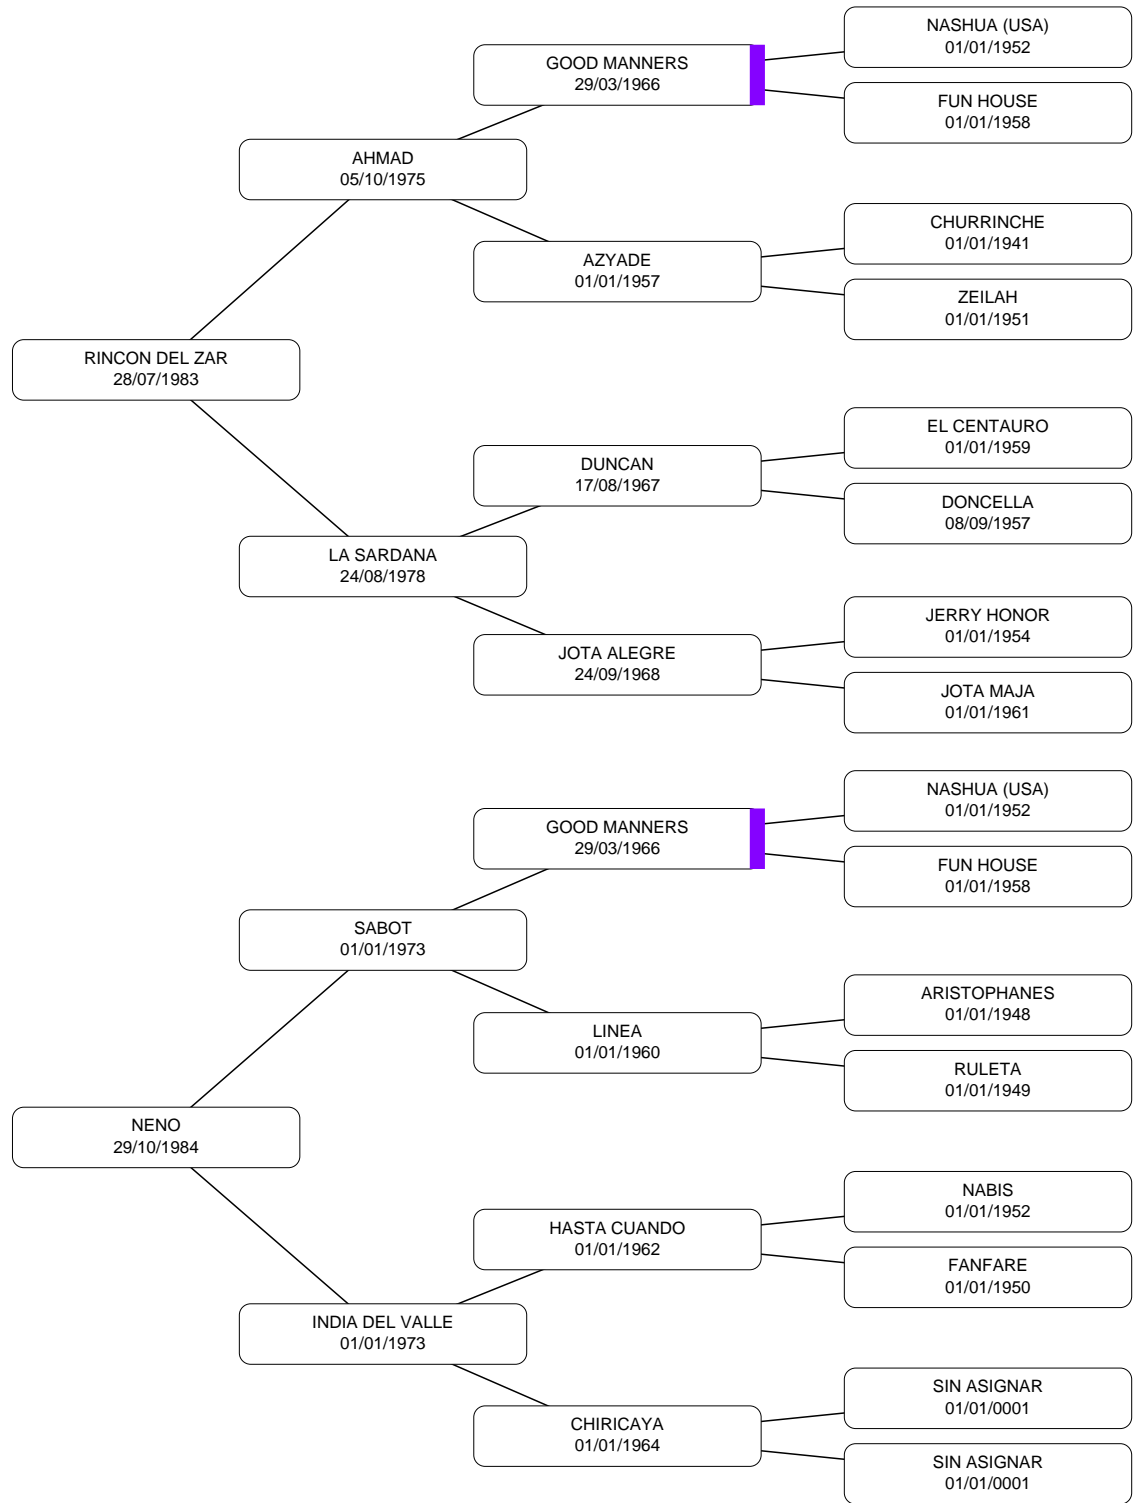 NASHUA (USA)
01/01/1952
GOOD MANNERS
29/03/1966
FUN HOUSE
01/01/1958
AHMAD
05/10/1975
CHURRINCHE
01/01/1941
AZYADE
01/01/1957
ZEILAH
01/01/1951
RINCON DEL ZAR
28/07/1983
EL CENTAURO
01/01/1959
DUNCAN
17/08/1967
DONCELLA
08/09/1957
LA SARDANA
24/08/1978
JERRY HONOR
01/01/1954
JOTA ALEGRE
24/09/1968
JOTA MAJA
01/01/1961
NASHUA (USA)
01/01/1952
GOOD MANNERS
29/03/1966
FUN HOUSE
01/01/1958
SABOT
01/01/1973
ARISTOPHANES
01/01/1948
LINEA
01/01/1960
RULETA
01/01/1949
NENO
29/10/1984
NABIS
01/01/1952
HASTA CUANDO
01/01/1962
FANFARE
01/01/1950
INDIA DEL VALLE
01/01/1973
SIN ASIGNAR
01/01/0001
CHIRICAYA
01/01/1964
SIN ASIGNAR
01/01/0001